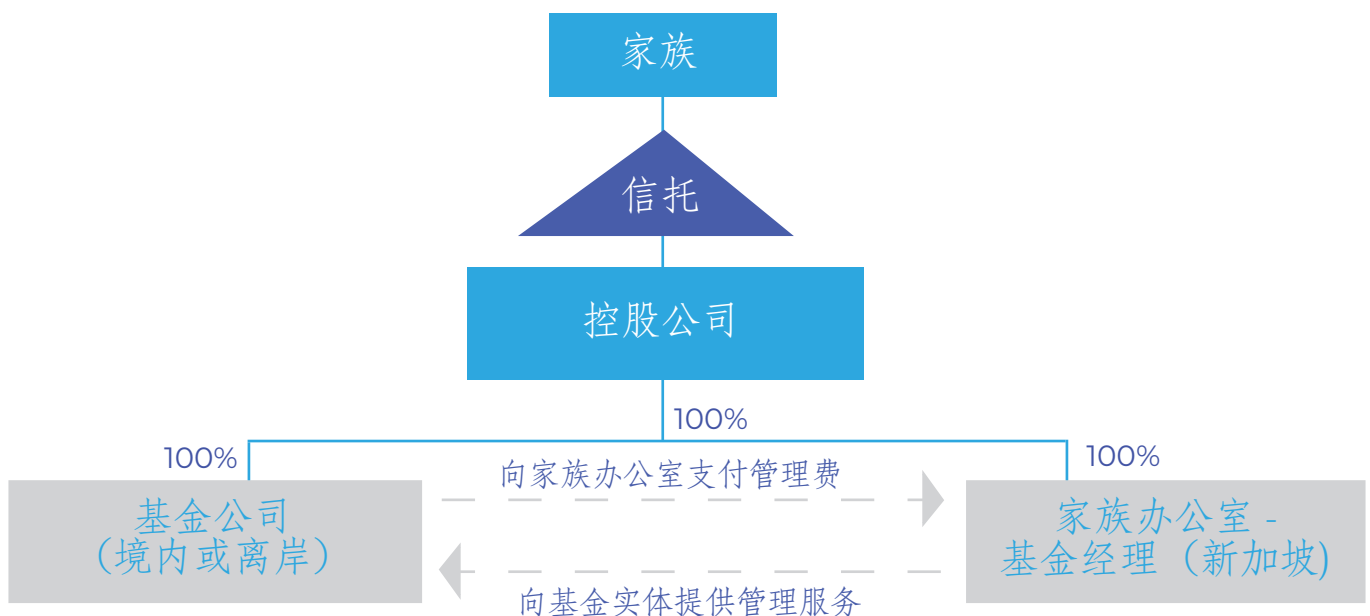 家族
信托
控股公司
100%
100%
100%
向家族办公室支付管理费
基金公司
（境内或离岸）
家族办公室 -
基金经理（新加坡)
向基金实体提供管理服务